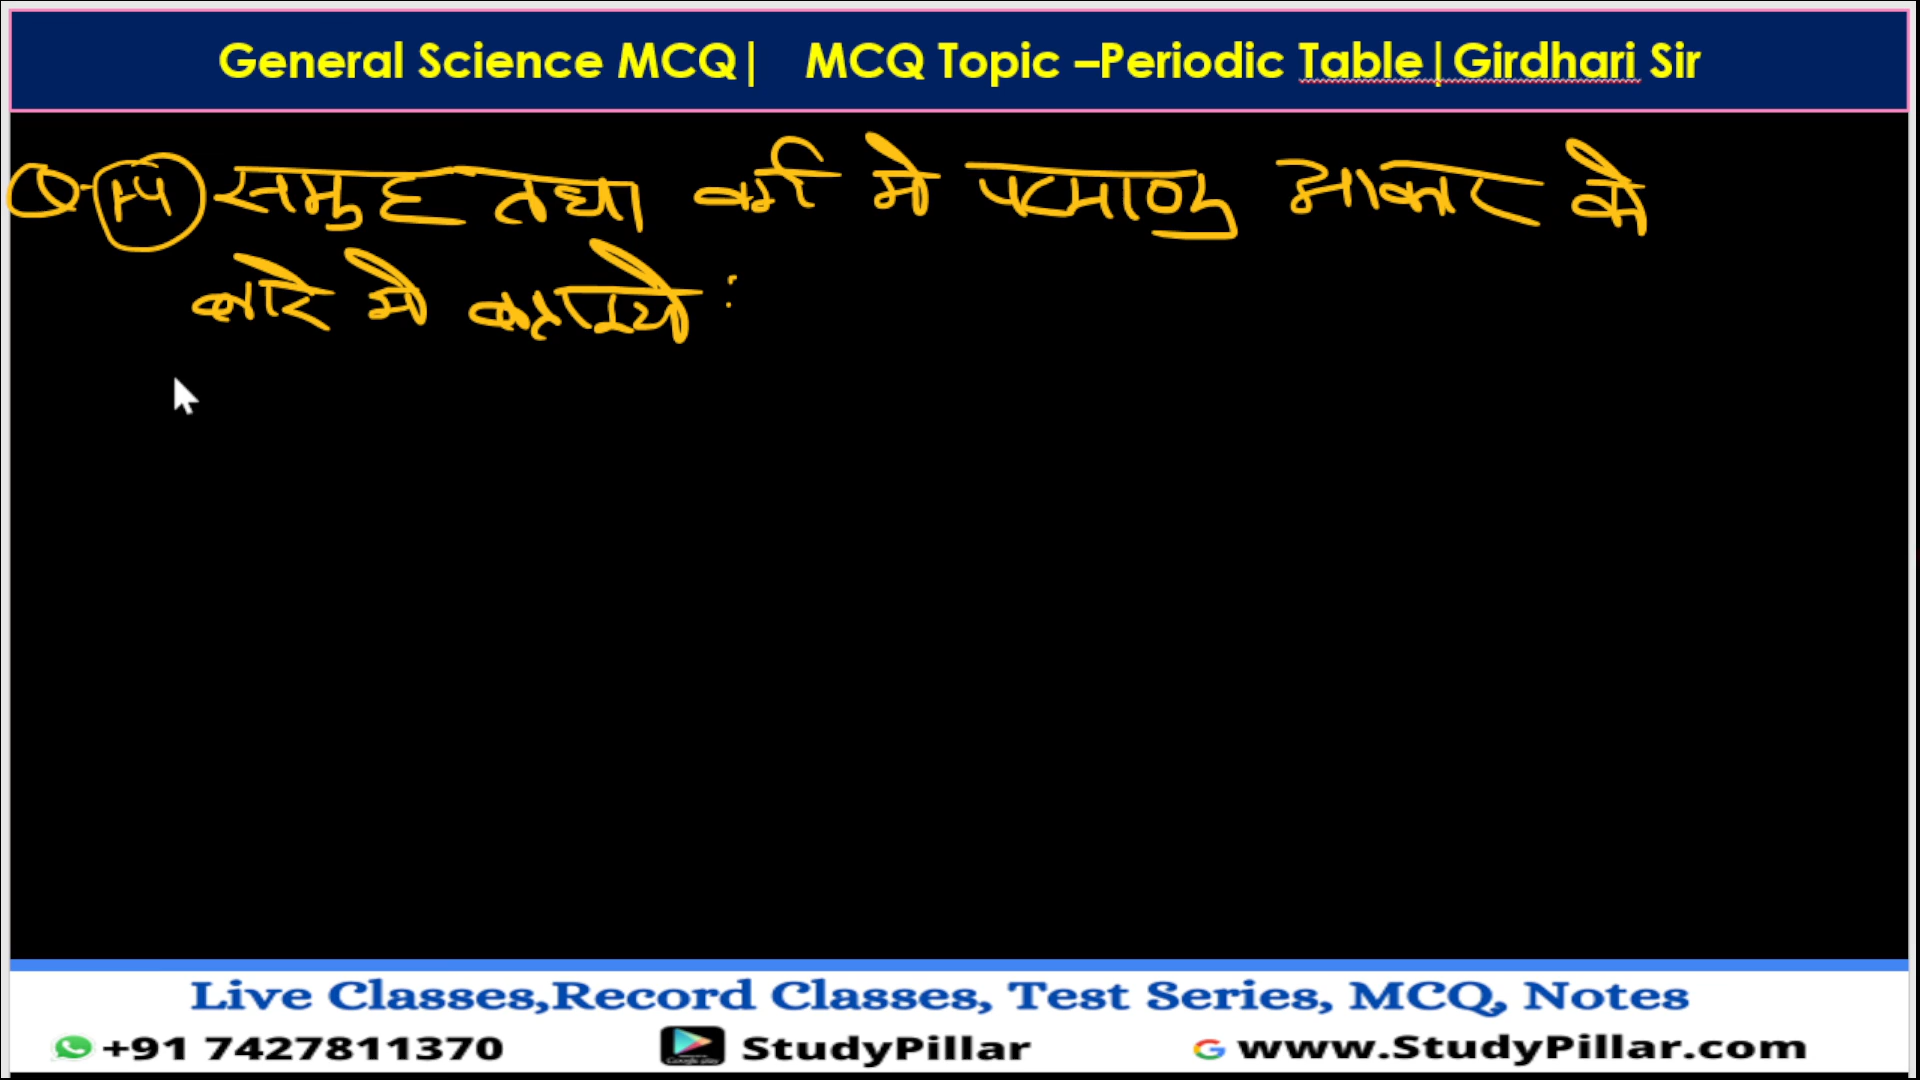 General Science MCQ| MCQ Topic –Periodic Table|Girdhari Sir
Q-14 समुह तथा वर्ग मे परमाणु आकार के
बारे मे बताइये :
Live Classes,Record Classes, Test Series, MCQ, Notes
+91 7427811370 StudyPillar www.StudyPillar.com